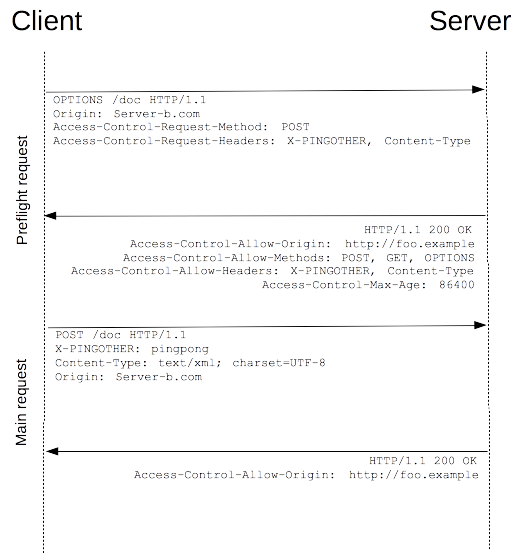 Client
Server
OPTIONS /doc HTTP/1.1
Origin: Server-b.com
Access-Control-Request-Method: POST
Access-Control-Request-Headers: X-PINGOTHER, Content-Type
Preflight request
HTTP/1.1 200 OK
Access-Control-Allow-Origin: http://foo.example
Access-Control-Allow-Methods: POST, GET, OPTIONS
Access-Control-Allow-Headers: X-PINGOTHER, Content-Type
Access-Control-Max-Age: 86400
POST /doc HTTP/1.1
X-PINGOTHER: pingpong
Content-Type: text/xml; charset=UTF-8
Origin: Server-b.com
Main request
HTTP/1.1 200 OK
Access-Control-Allow-Origin: http://foo.example